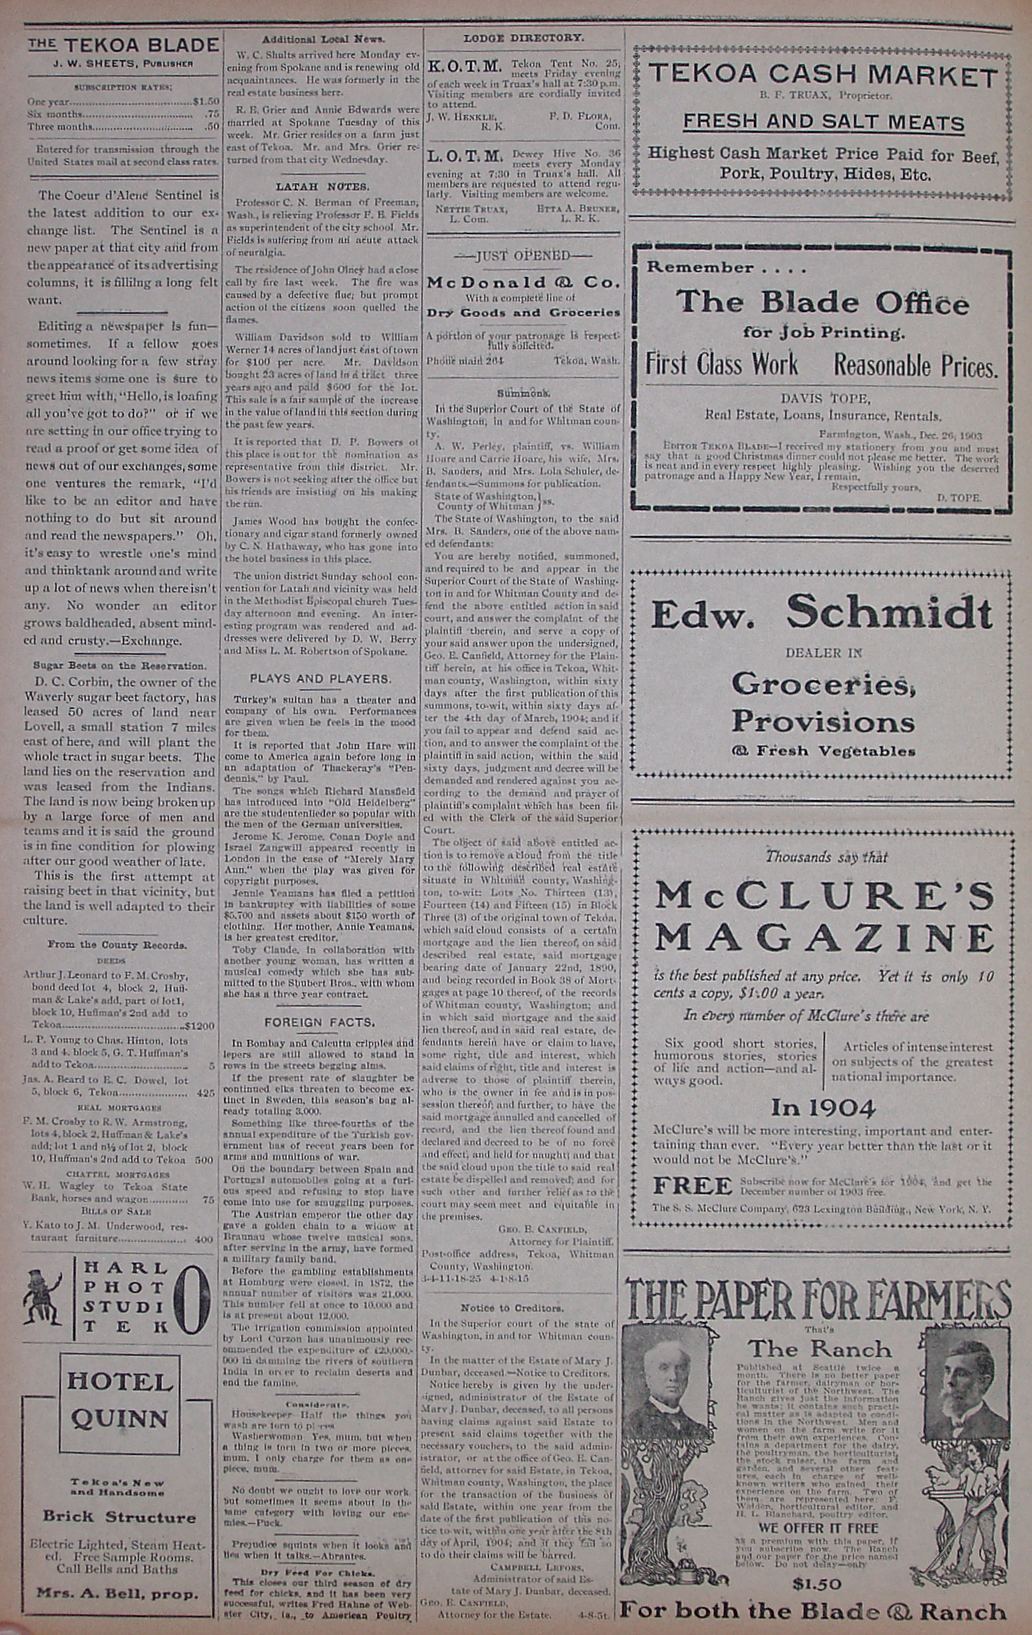 THE TEKOA BLADE
J. W. SHEETS, PUBLISHER
SUBSCRIPTION RATES;
One year..............................$1.50
Six months............................ .75
Three months.......................... .50
Entered for transmission through the
United States mail at second class rates.
The Coeur d'Alene Sentinel is
the latest addition to our ex-
change list. The Sentinel is a
new paper at that city and from
the appearance of its advertising
columns, it is filling a long felt
want.
Editing a newspaper is fun—
sometimes. If a fellow goes
around looking for a few stray
news items some one is sure to
greet him with, "Hello, is loafing
all you've got to do?" or if we
are setting in our office trying to
read a proof or get some idea of
news out of our exchanges, some
one ventures the remark, "I'd
like to be an editor and have
nothing to do but sit around
and read the newspapers." Oh,
it's easy to wrestle one's mind
and thinktank around and write
up a lot of news when there isn't
any. No wonder an editor
grows baldheaded, absent mind-
ed and crusty.—Exchange.
Sugar Beets on the Reservation.
D. C. Corbin, the owner of the
Waverly sugar beet factory, has
leased 50 acres of land near
Lovell, a small station 7 miles
east of here, and will plant the
whole tract in sugar beets. The
land lies on the reservation and
was leased from the Indians.
The land is now being broken up
by a large force of men and
teams and it is said the ground
is in fine condition for plowing
after our good weather of late.
This is the first attempt at
raising beet in that vicinity, but
the land is well adapted to their
culture.
From the County Records.
DEEDS
Arthur J. Leonard to F. M. Crosby,
bond deed lot 4, block 2, Huff-
man & Lake's add, part of lot1,
block 10, Huffman's 2nd add to
Tekoa..................................$1200
L. P. Young to Chas. Hinton, lots
3 and 4. block 5, G. T. Huffman's
add to Tekoa........................... 5
Jas. A. Beard to E. C. Dowel, lot
5, block 6, Tekoa..................... 425
REAL MORTGAGES
F. M. Crosby to R. W. Armstrong,
lots 4, block 2, Huffman & Lake's
add; lot 1 and n½ of lot 2, block
10, Huffman's 2nd add to Tekoa 500
CHATTEL MORTGAGES
W. H. Wagley to Tekoa State
Bank, horses and wagon........... 75
BILLS OF SALE
Y. Kato to J. M. Underwood, res-
taurant furniture..................... 400
HARL
PHOT
STUDI O
TEK
HOTEL
QUINN
Tekoa's New
and Handsome
Brick Structure
Electric Lighted, Steam Heat-
ed. Free Sample Rooms.
Call Bells and Baths
Mrs. A. Bell, prop.
Additional Local News.
W. C. Shults arrived here Monday ev-
ening from Spokane and is renewing old
acquaintances. He was formerly in the
real estate business here.
R. E. Grier and Annie Edwards were
married at Spokane Tuesday of this
week. Mr. Grier resides on a farm just
east of Tekoa. Mr. and Mrs. Grier re-
turned from that city Wednesday.
LATAH NOTES.
Professor C. N. Berman of Freeman,
Wash., is relieving Professor F. E. Fields
as superintendent of the city school. Mr.
Fields is suffering from an acute attack
of neuralgia.
The residence of John Olney had a close
call by fire last week. The fire was
caused by a defective flue; but prompt
action of the citizens soon quelled the
flames.
William Davidson sold to William
Werner 14 acres of land just east of town
for $100 per acre. Mr. Davidson
bought 23 acres of land in a tract three
years ago and paid $600 for the lot.
This sale is a fair sample of the increase
in the value of land in this section during
the past few years.
It is reported that D. P. Bowers of
this place is out for the nomination as
representative from this district. Mr.
Bowers is not seeking after the office but
his friends are insisting on his making
the run.
James Wood has bought the confec-
tionary and cigar stand formerly owned
by C. N. Hathaway, who has gone into
the hotel business in this place.
The union district Sunday school con-
vention for Latah and vicinity was held
in the Methodist Episcopal church Tues-
day afternoon and evening. An inter-
esting program was rendered and ad-
dresses were delivered by D. W. Berry
and Miss L. M. Robertson of Spokane.
PLAYS AND PLAYERS.
Turkey's sultan has a theater and
company of his own. Performances
are given when he feels in the mood
for them.
It is reported that John Hare will
come to America again before long in
an adaptation of Thackeray's "Pen-
dennis," by Paul.
The songs which Richard Mansfield
has introduced into "Old Heidelberg"
are the studentenlieder so popular with
the men of the German universities.
Jerome K. Jerome, Conan Doyle and
Israel Zangwill appeared recently in
London in the case of "Merely Mary
Ann," when the play was given for
copyright purposes.
Jennie Yeamans has filed a petition
in bankruptcy with liabilities of some
$5,700 and assets about $150 worth of
clothing. Her mother, Annie Yeamans,
is her greatest creditor.
Toby Claude, in collaboration with
another young woman, has written a
musical comedy which she has sub-
mitted to the Shubert Bros., with whom
she has a three year contract.
FOREIGN FACTS.
In Bombay and Calcutta cripples and
lepers are still allowed to stand in
rows in the streets begging alms.
If the present rate of slaughter be
continued elks threaten to become ex-
tinct in Sweden, this season's bag al-
ready totaling 3,000.
Something like three-fourths of the
annual expenditure of the Turkish gov-
ernment has of recent years been for
arms and munitions of war.
On the boundary between Spain and
Portugal automobiles going at a furi-
ous speed and refusing to stop have
come into use for smuggling purposes.
The Austrian emperor the other day
gave a golden chain to a widow at
Braunau whose twelve musical sons,
after serving in the army, have formed
a military family band.
Before the gambling establishments
at Homburg were closed, in 1872, the
annual number of visitors was 21,000.
This number fell at once to 10,000 and
is at present about 12,000.
The irrigation commission appointed
by Lord Curzon has unanimously rec-
ommended the expenditure of £20,000,-
000 in damming the rivers of southern
India in order to reclaim deserts and
end the famine.
Considerate.
Housekeeper—Half the things you
wash are torn to pieces.
Washerwoman—Yes, mum, but when
a thing is torn in two or more pieces,
mum, I only charge for them as one
piece, mum.
No doubt we ought to love our work,
but sometimes it seems about in the
same category with loving our ene-
mies.—Puck.
Prejudice squints when it looks and
lies when it talks.—Abrantes.
Dry Feed For Chicks.
This closes our third season of dry
feed for chicks, and it has been very
successful, writes Fred Hahne of Web-
ster City, Ia., to American Poultry
LODGE DIRECTORY.
K. O. T. M. Tekoa Tent No. 25,
meets Friday evening
of each week in Truax's hall at 7:30 p.m.
Visiting members are cordially invited
to attend.
J. W. HENKLE, F. D. FLORA,
R. K. Com.
L. O. T. M. Dewey Hive No. 36
meets every Monday
evening at 7:30 in Truax's hall. All
members are requested to attend regu-
larly. Visiting members are welcome.
NETTIE TRUAX, ETTA A. BRUNER,
L. Com. L. R. K.
—JUST OPENED—
McDonald & Co.
With a complete line of
Dry Goods and Groceries
A portion of your patronage is respect-
fully solicited.
Phone maid 264 Tekoa, Wash.
Summons.
In the Superior Court of the State of
Washington, in and for Whitman coun-
ty.
A. W. Perley, plaintiff, vs. William
Hoare and Carrie Hoare, his wife, Mrs.
B. Sanders, and Mrs. Lola Schuler, de-
fendants.—Summons for publication.
State of Washington,} ss.
County of Whitman }
The State of Washington, to the said
Mrs. B. Sanders, one of the above nam-
ed defendants:
You are hereby notified, summoned,
and required to be and appear in the
Superior Court of the State of Washing-
ton in and for Whitman County and de-
fend the above entitled action in said
court, and answer the complaint of the
plaintiff therein, and serve a copy of
your said answer upon the undersigned,
Geo. E. Canfield, Attorney for the Plain-
tiff herein, at his office in Tekoa, Whit-
man county, Washington, within sixty
days after the first publication of this
summons, to-wit, within sixty days af-
ter the 4th day of March, 1904; and if
you fail to appear and defend said ac-
tion, and to answer the complaint of the
plaintiff in said action, within the said
sixty days, judgment and decree will be
demanded and rendered against you ac-
cording to the demand and prayer of
plaintiff's complaint which has been fil-
ed with the Clerk of the said Superior
Court.
The object of said above entitled ac-
tion is to remove a cloud from the title
to the following described real estate
situate in Whitman county, Washing-
ton, to-wit: Lots No. Thirteen (13),
Fourteen (14) and Fifteen (15) in Block
Three (3) of the original town of Tekoa,
which said cloud consists of a certain
mortgage and the lien thereof, on said
described real estate, said mortgage
bearing date of January 22nd, 1890,
and being recorded in Book 38 of Mort-
gages at page 10 thereof, of the records
of Whitman county, Washington; and
in which said mortgage and the said
lien thereof, and in said real estate, de-
fendants herein have or claim to have,
some right, title and interest, which
said claims of right, title and interest is
adverse to those of plaintiff therein,
who is the owner in fee and is in pos-
session thereof; and further, to have the
said mortgage annulled and cancelled of
record, and the lien thereof found and
declared and decreed to be of no force
and effect, and held for naught; and that
the said cloud upon the title to said real
estate be dispelled and removed; and for
such other and further relief as to the
court may seem meet and equitable in
the premises.
GEO. E. CANFIELD,
Attorney for Plaintiff.
Post-office address, Tekoa, Whitman
County, Washington.
3-4-11-18-25 4-1-8-15
Notice to Creditors.
In the Superior court of the state of
Washington, in and tor Whitman coun-
ty.
In the matter of the Estate of Mary J.
Dunbar, deceased.—Notice to Creditors.
Notice hereby is given by the under-
signed, administrator of the Estate of
Mary J. Dunbar, deceased, to all persons
having claims against said Estate to
present said claims together with the
necessary vouchers, to the said admin-
istrator, or at the office of Geo. E. Can-
field, attorney for said Estate, in Tekoa,
Whitman county, Washington, the place
for the transaction of the business of
said Estate, within one year from the
date of the first publication of this no-
tice to-wit, within one year after the 8th
day of April, 1904; and if they fail so
to do their claims will be barred.
CAMPBELL LEFORS,
Administrator of said Es-
tate of Mary J. Dunbar, deceased.
GEO. E. CANFIELD,
Attorney for the Estate. 4-8-5t.
TEKOA CASH MARKET
B. F. TRUAX, Proprietor.
FRESH AND SALT MEATS
Highest Cash Market Price Paid for Beef,
Pork, Poultry, Hides, Etc.
Remember . . . .
The Blade Office
for Job Printing.
First Class Work Reasonable Prices.
DAVIS TOPE,
Real Estate, Loans, Insurance, Rentals.
Farmington, Wash., Dec. 26, 1903
EDITOR TEKOA BLADE—I received my stationery from you and must
say that a good Christmas dinner could not please me better. The work
is neat and in every respect highly pleasing. Wishing you the deserved
patronage and a Happy New Year, I remain,
Respectfully yours,
D. TOPE.
Edw. Schmidt
DEALER IN
Groceries,
Provisions
& Fresh Vegetables
Thousands say that
McCLURE'S
MAGAZINE
is the best published at any price. Yet it is only 10
cents a copy, $1.00 a year.
In every number of McClure's there are
Six good short stories,
humorous stories, stories
of life and action—and al-
ways good.
Articles of intense interest
on subjects of the greatest
national importance.
In 1904
McClure's will be more interesting, important and enter-
taining than ever. "Every year better than the last or it
would not be McClure's."
FREE Subscribe now for McClure's for 1904, and get the
December number of 1903 free.
The S. S. McClure Company, 623 Lexington Building., New York, N. Y.
THE PAPER FOR FARMERS
That's
The Ranch
Published at Seattle twice a
month. There is no better paper
for the farmer, dairyman or hor-
ticulturist of the Northwest. The
Ranch gives just the information
he wants; it contains such practi-
cal matter as is adapted to condi-
tions in the Northwest. Men and
women on the farm write for it
from their own experiences. Con-
tains a department for the dairy,
the poultryman, the horticulturist,
the stock raiser, the farm and
garden, and several other feat-
ures, each in charge of well-
known writers who gained their
experience on the farm. Two of
them are represented here: F.
Walden, horticultural editor, and
H. L. Blanchard, poultry editor.
WE OFFER IT FREE
as a premium with this paper, if
you subscribe now. The Ranch
and our paper for the price named
below. Do not delay—only
$1.50
For both the Blade & Ranch